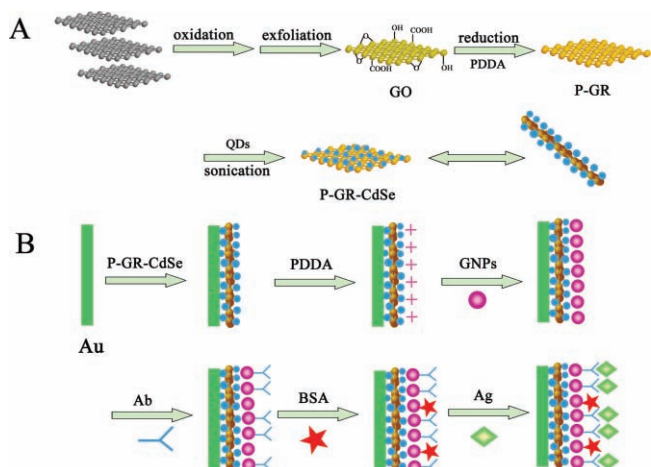 A
oxidation
exfoliation
OH
COOH
O
O
O
COOH
OH
GO
reduction
PDDA
P-GR
QDs
sonication
P-GR-CdSe
B
P-GR-CdSe
PDDA
GNPs
Au
Ab
BSA
Ag